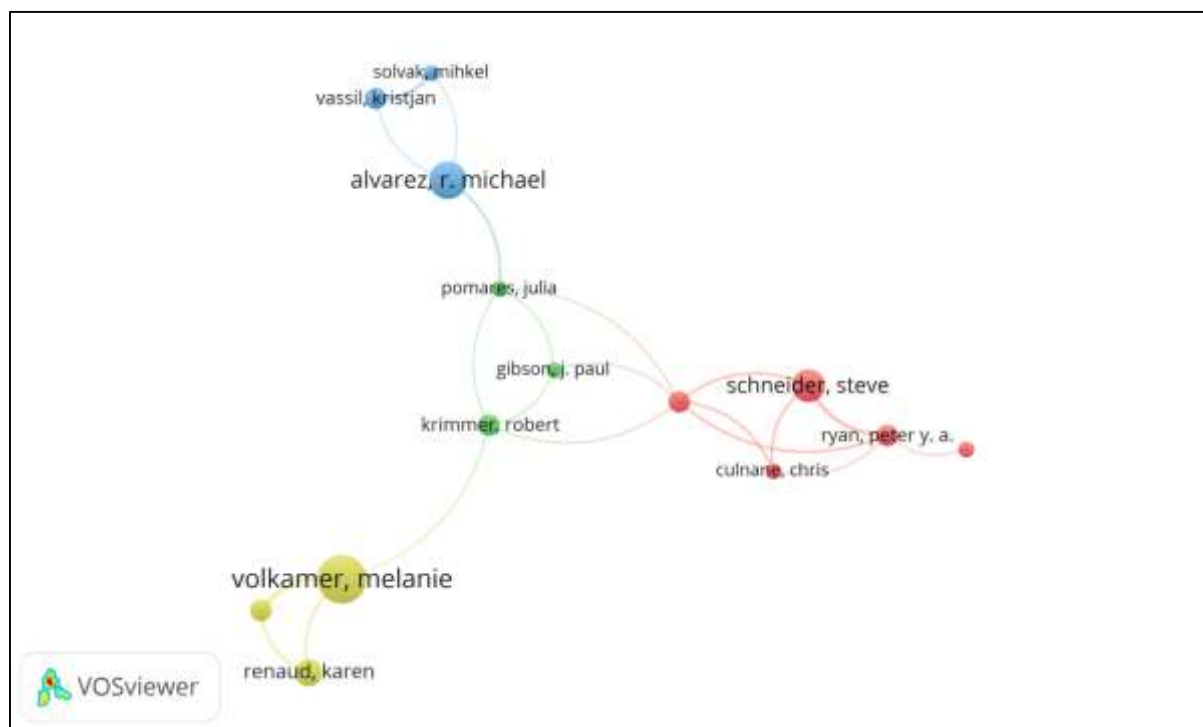 solvak, mihkel
vassil, kristjan
alvarez, r. michael
pomares, julia
gibson, j. paul
schneider, steve
krimmer, robert
ryan, peter y. a.
culnane, chris
volkamer, melanie
renaud, karen
VOSviewer